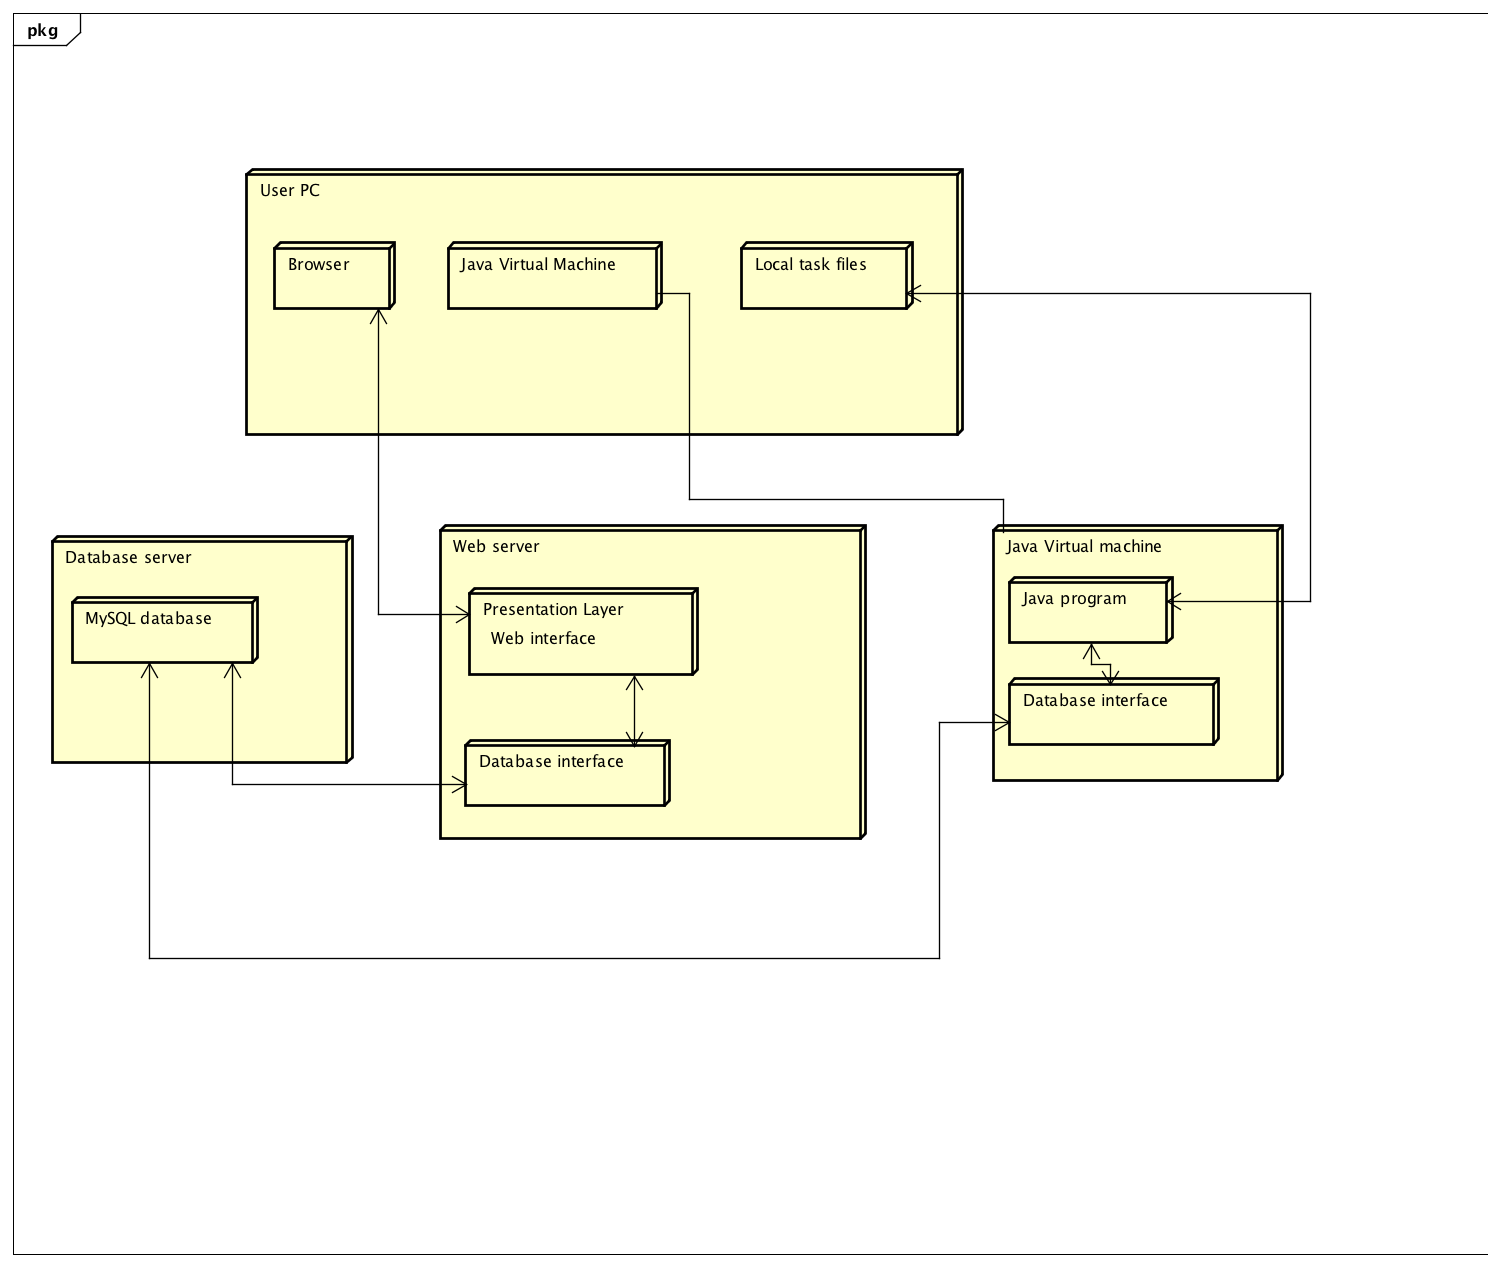 pkg
User PC
Browser
Java Virtual Machine
Local task files
Database server
MySQL database
Web server
Presentation Layer
Web interface
Database interface
Java Virtual machine
Java program
Database interface